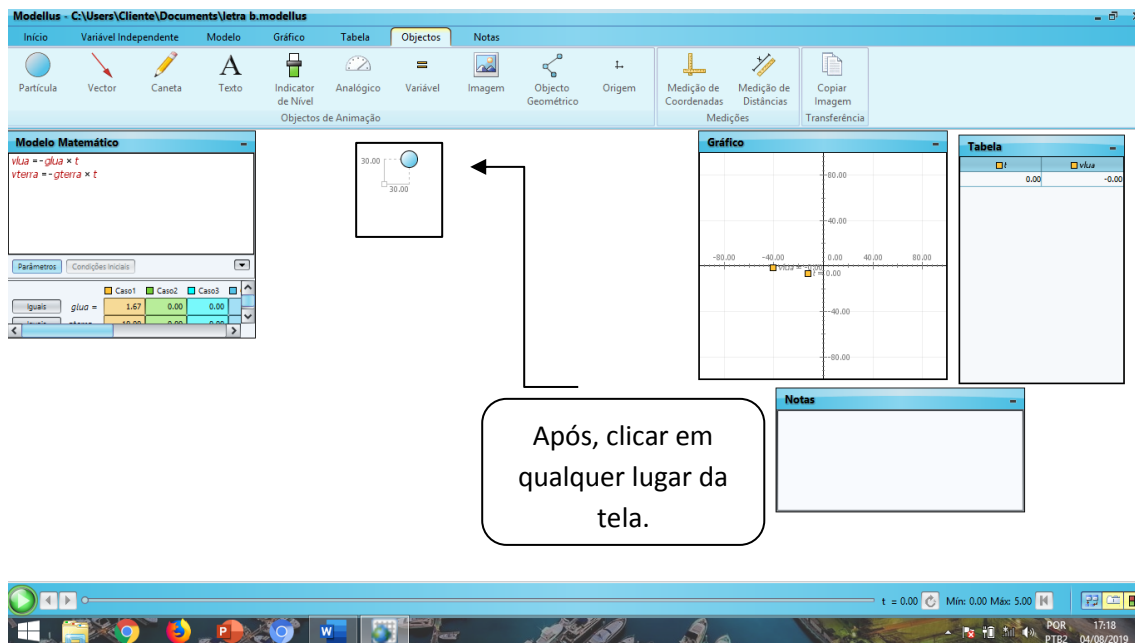 Modellus - C:\Users\Cliente\Documents\letra b.modellus
Início Variável Independente Modelo Gráfico Tabela Objectos Notas
Partícula Vector Caneta Texto Indicator de Nível Analógico Variável Imagem Objecto Geométrico Origem Medição de Coordenadas Medição de Distâncias Copiar Imagem
Objectos de Animação Medições Transferência
Modelo Matemático
vlua = - glua × t
vterra = - gterra × t
Parâmetros Condições Iniciais
Caso1 Caso2 Caso3
Iguais glua = 1.67 0.00 0.00
30.00
30.00
Gráfico
80.00
40.00
-80.00 -40.00 0.00 40.00 80.00
vlua = -0.00
t = 0.00
-40.00
-80.00
Tabela
t vlua
0.00 -0.00
Notas
Após, clicar em
qualquer lugar da
tela.
t = 0.00 Mín: 0.00 Máx: 5.00
POR 17:18
PTB2 04/08/2019